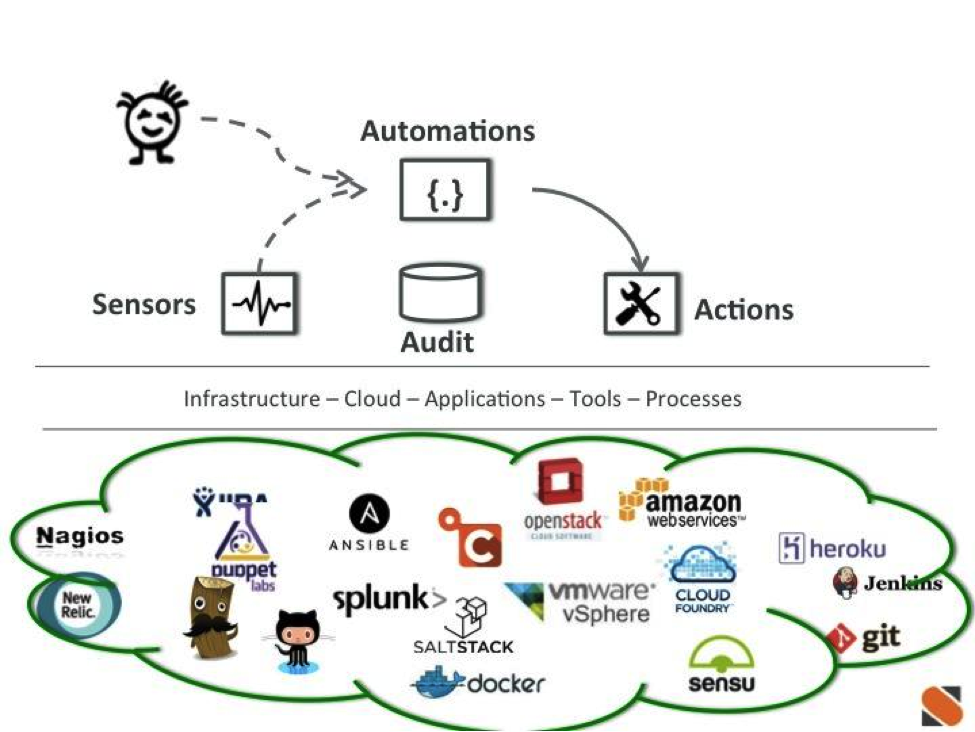 Automations
{.}
Sensors
Actions
Audit
Infrastructure – Cloud – Applications – Tools – Processes
Nagios
New
Relic.
JIRA
puppet
labs
ANSIBLE
C
openstack
CLOUD SOFTWARE
amazon
webservices™
heroku
Jenkins
splunk>
SALTSTACK
vmware®
vSphere
CLOUD
FOUNDRY
git
docker
sensu